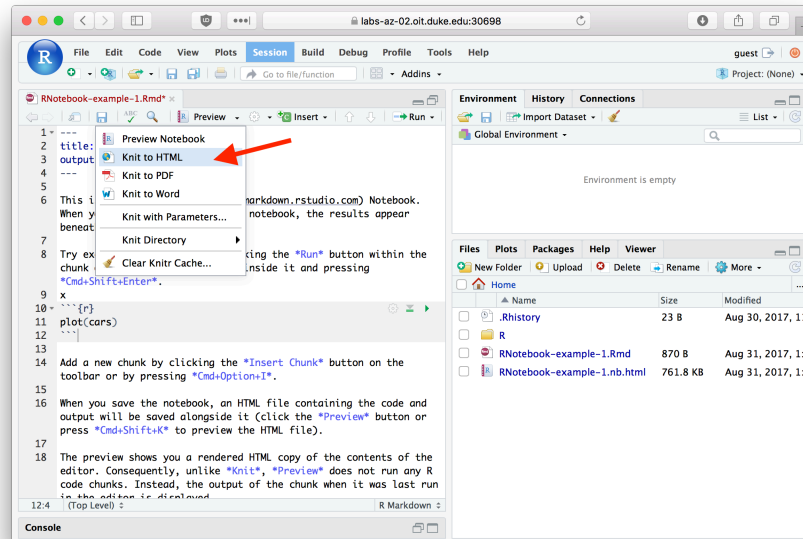 labs-az-02.oit.duke.edu:30698
R File Edit Code View Plots Session Build Debug Profile Tools Help guest
Go to file/function Addins Project: (None)
RNotebook-example-1.Rmd*
ABC Preview Insert Run
Preview Notebook
Knit to HTML
Knit to PDF
Knit to Word
Knit with Parameters...
Knit Directory
Clear Knitr Cache...
1 ---
2 title:
3 output
4 ---
5
6 This i markdown.rstudio.com) Notebook.
When y notebook, the results appear
beneat
7
8 Try ex king the *Run* button within the
chunk inside it and pressing
*Cmd+Shift+Enter*.
9 x
10 ```{r}
11 plot(cars)
12 ```
13
14 Add a new chunk by clicking the *Insert Chunk* button on the
toolbar or by pressing *Cmd+Option+I*.
15
16 When you save the notebook, an HTML file containing the code and
output will be saved alongside it (click the *Preview* button or
press *Cmd+Shift+K* to preview the HTML file).
17
18 The preview shows you a rendered HTML copy of the contents of the
editor. Consequently, unlike *Knit*, *Preview* does not run any R
code chunks. Instead, the output of the chunk when it was last run
in the editor is displayed.
12:4 (Top Level) R Markdown
Console
Environment History Connections
Import Dataset List
Global Environment
Environment is empty
Files Plots Packages Help Viewer
New Folder Upload Delete Rename More
Home ...
Name Size Modified
.Rhistory 23 B Aug 30, 2017, 1
R
RNotebook-example-1.Rmd 870 B Aug 31, 2017, 1
RNotebook-example-1.nb.html 761.8 KB Aug 31, 2017, 1